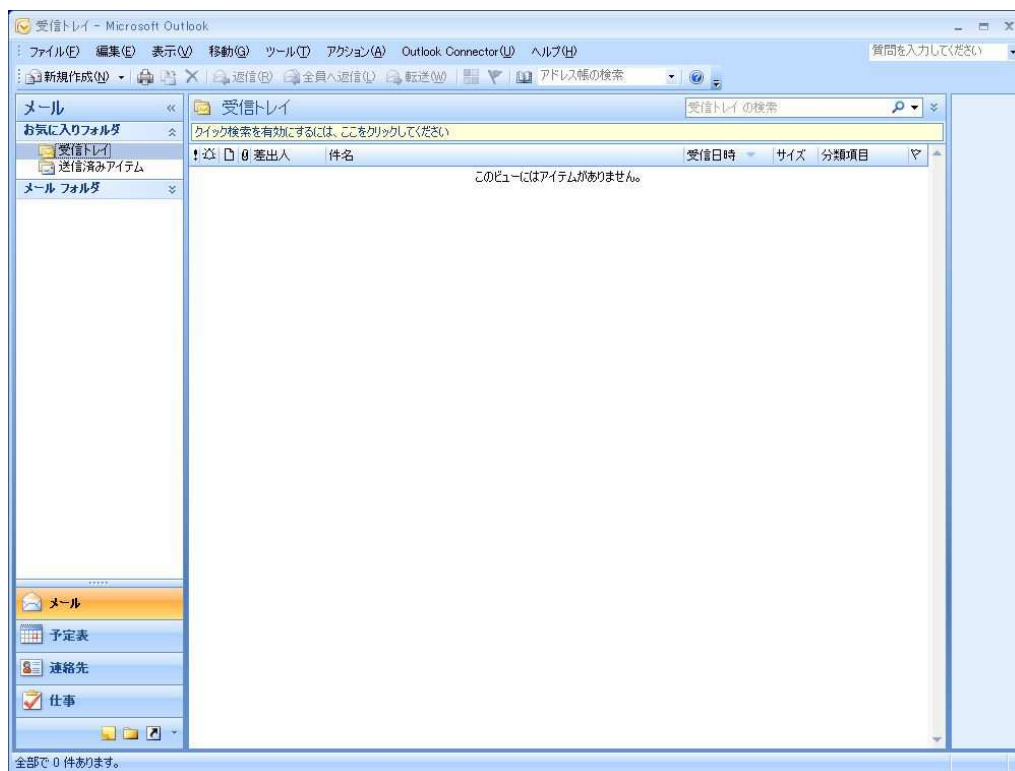 受信トレイ - Microsoft Outlook
ファイル(F) 編集(E) 表示(V) 移動(G) ツール(T) アクション(A) Outlook Connector(U) ヘルプ(H) 質問を入力してください
新規作成(N) 返信(R) 全員へ返信(L) 転送(W) アドレス帳の検索
メール
受信トレイ
受信トレイ の検索
お気に入りフォルダ
クイック検索を有効にするには、ここをクリックしてください
受信トレイ
送信済みアイテム
メール フォルダ
差出人 件名 受信日時 サイズ 分類項目
このビューにはアイテムがありません。
メール
予定表
連絡先
仕事
全部で 0 件あります。